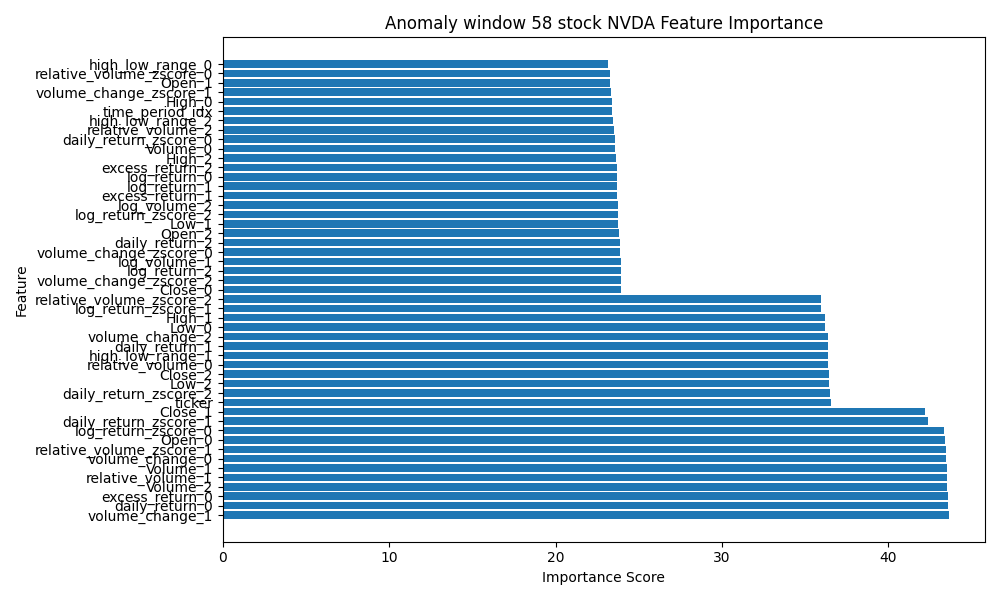 Anomaly window 58 stock NVDA Feature Importance
high_low_range_0
relative_volume_zscore_0
Open_1
volume_change_zscore_1
High_0
time_period_idx
high_low_range_2
relative_volume_2
daily_return_zscore_0
Volume_0
High_2
excess_return_2
log_return_0
log_return_1
excess_return_1
log_volume_2
log_return_zscore_2
Low_1
Open_2
daily_return_2
volume_change_zscore_0
log_volume_1
log_return_2
volume_change_zscore_2
Close_0
relative_volume_zscore_2
log_return_zscore_1
High_1
Low_0
volume_change_2
daily_return_1
high_low_range_1
relative_volume_0
Close_2
Low_2
daily_return_zscore_2
ticker
Close_1
daily_return_zscore_1
log_return_zscore_0
Open_0
relative_volume_zscore_1
volume_change_0
Volume_1
relative_volume_1
Volume_2
excess_return_0
daily_return_0
volume_change_1
Feature
0 10 20 30 40
Importance Score